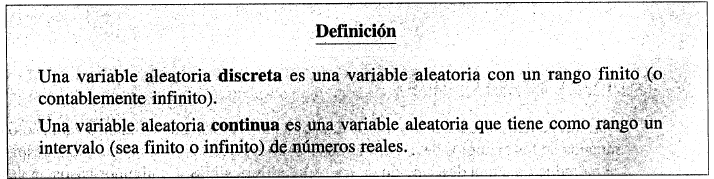 Definición
Una variable aleatoria discreta es una variable aleatoria con un rango finito (o
contablemente infinito).
Una variable aleatoria continua es una variable aleatoria que tiene como rango un
intervalo (sea finito o infinito) de números reales.